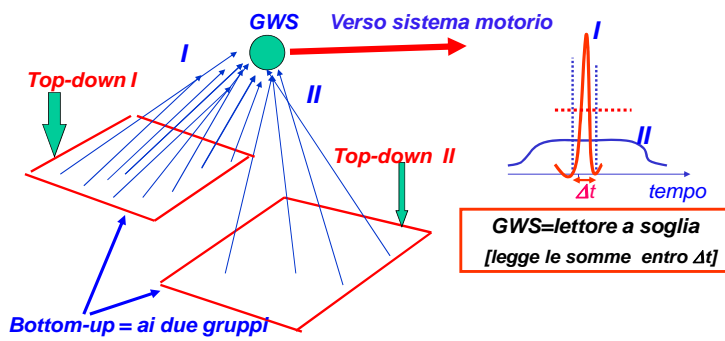 GWS
Verso sistema motorio
I
I
Top-down I
II
II
Top-down II
Δt
tempo
GWS=lettore a soglia
[legge le somme entro Δt]
Bottom-up = ai due gruppi